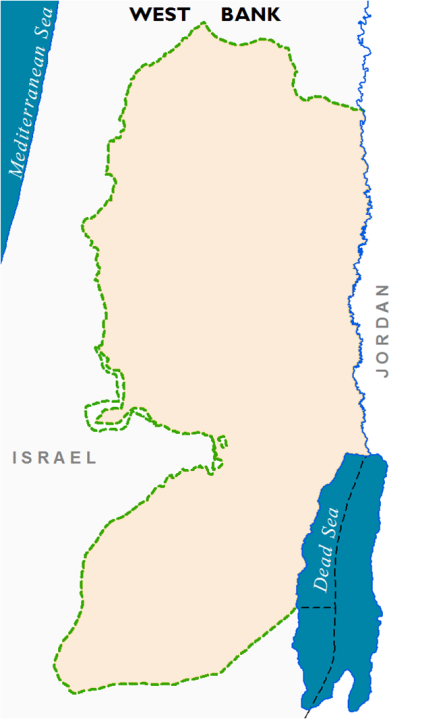 WEST BANK
Mediterranean Sea
JORDAN
ISRAEL
Dead Sea